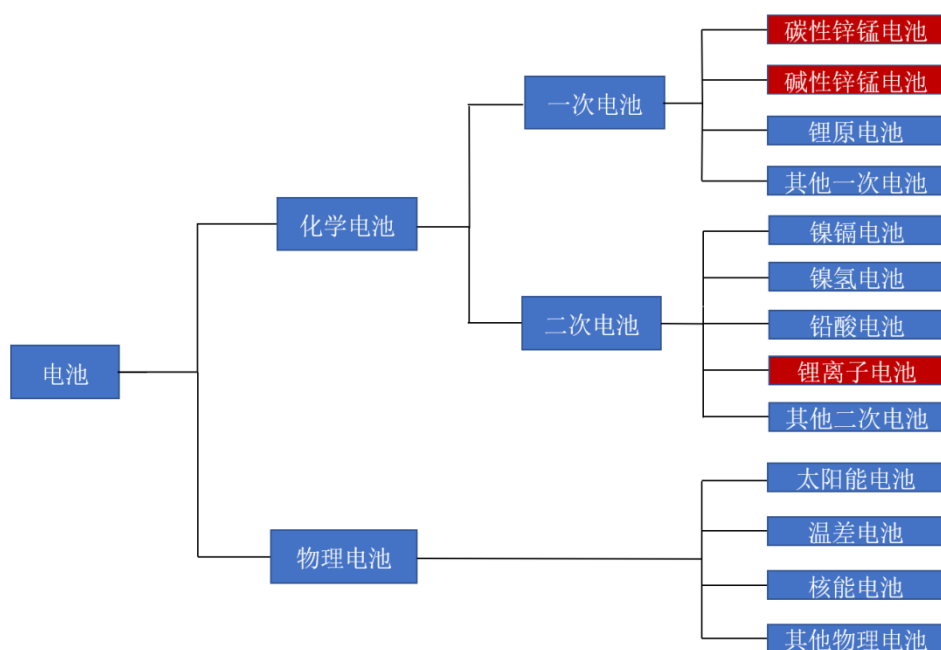 碳性锌锰电池
碱性锌锰电池
一次电池
锂原电池
其他一次电池
化学电池
镍镉电池
镍氢电池
二次电池
铅酸电池
锂离子电池
电池
其他二次电池
太阳能电池
温差电池
物理电池
核能电池
其他物理电池